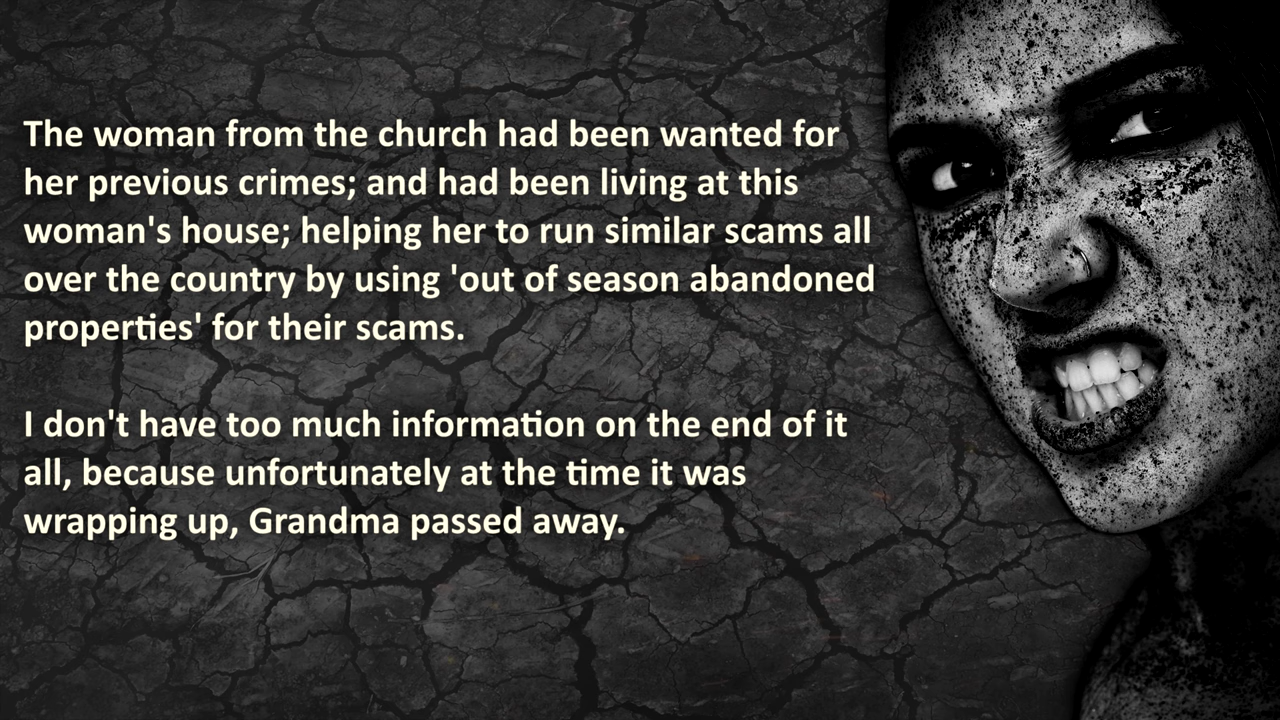 The woman from the church had been wanted for
her previous crimes; and had been living at this
woman's house; helping her to run similar scams all
over the country by using 'out of season abandoned
properties' for their scams.
I don't have too much information on the end of it
all, because unfortunately at the time it was
wrapping up, Grandma passed away.